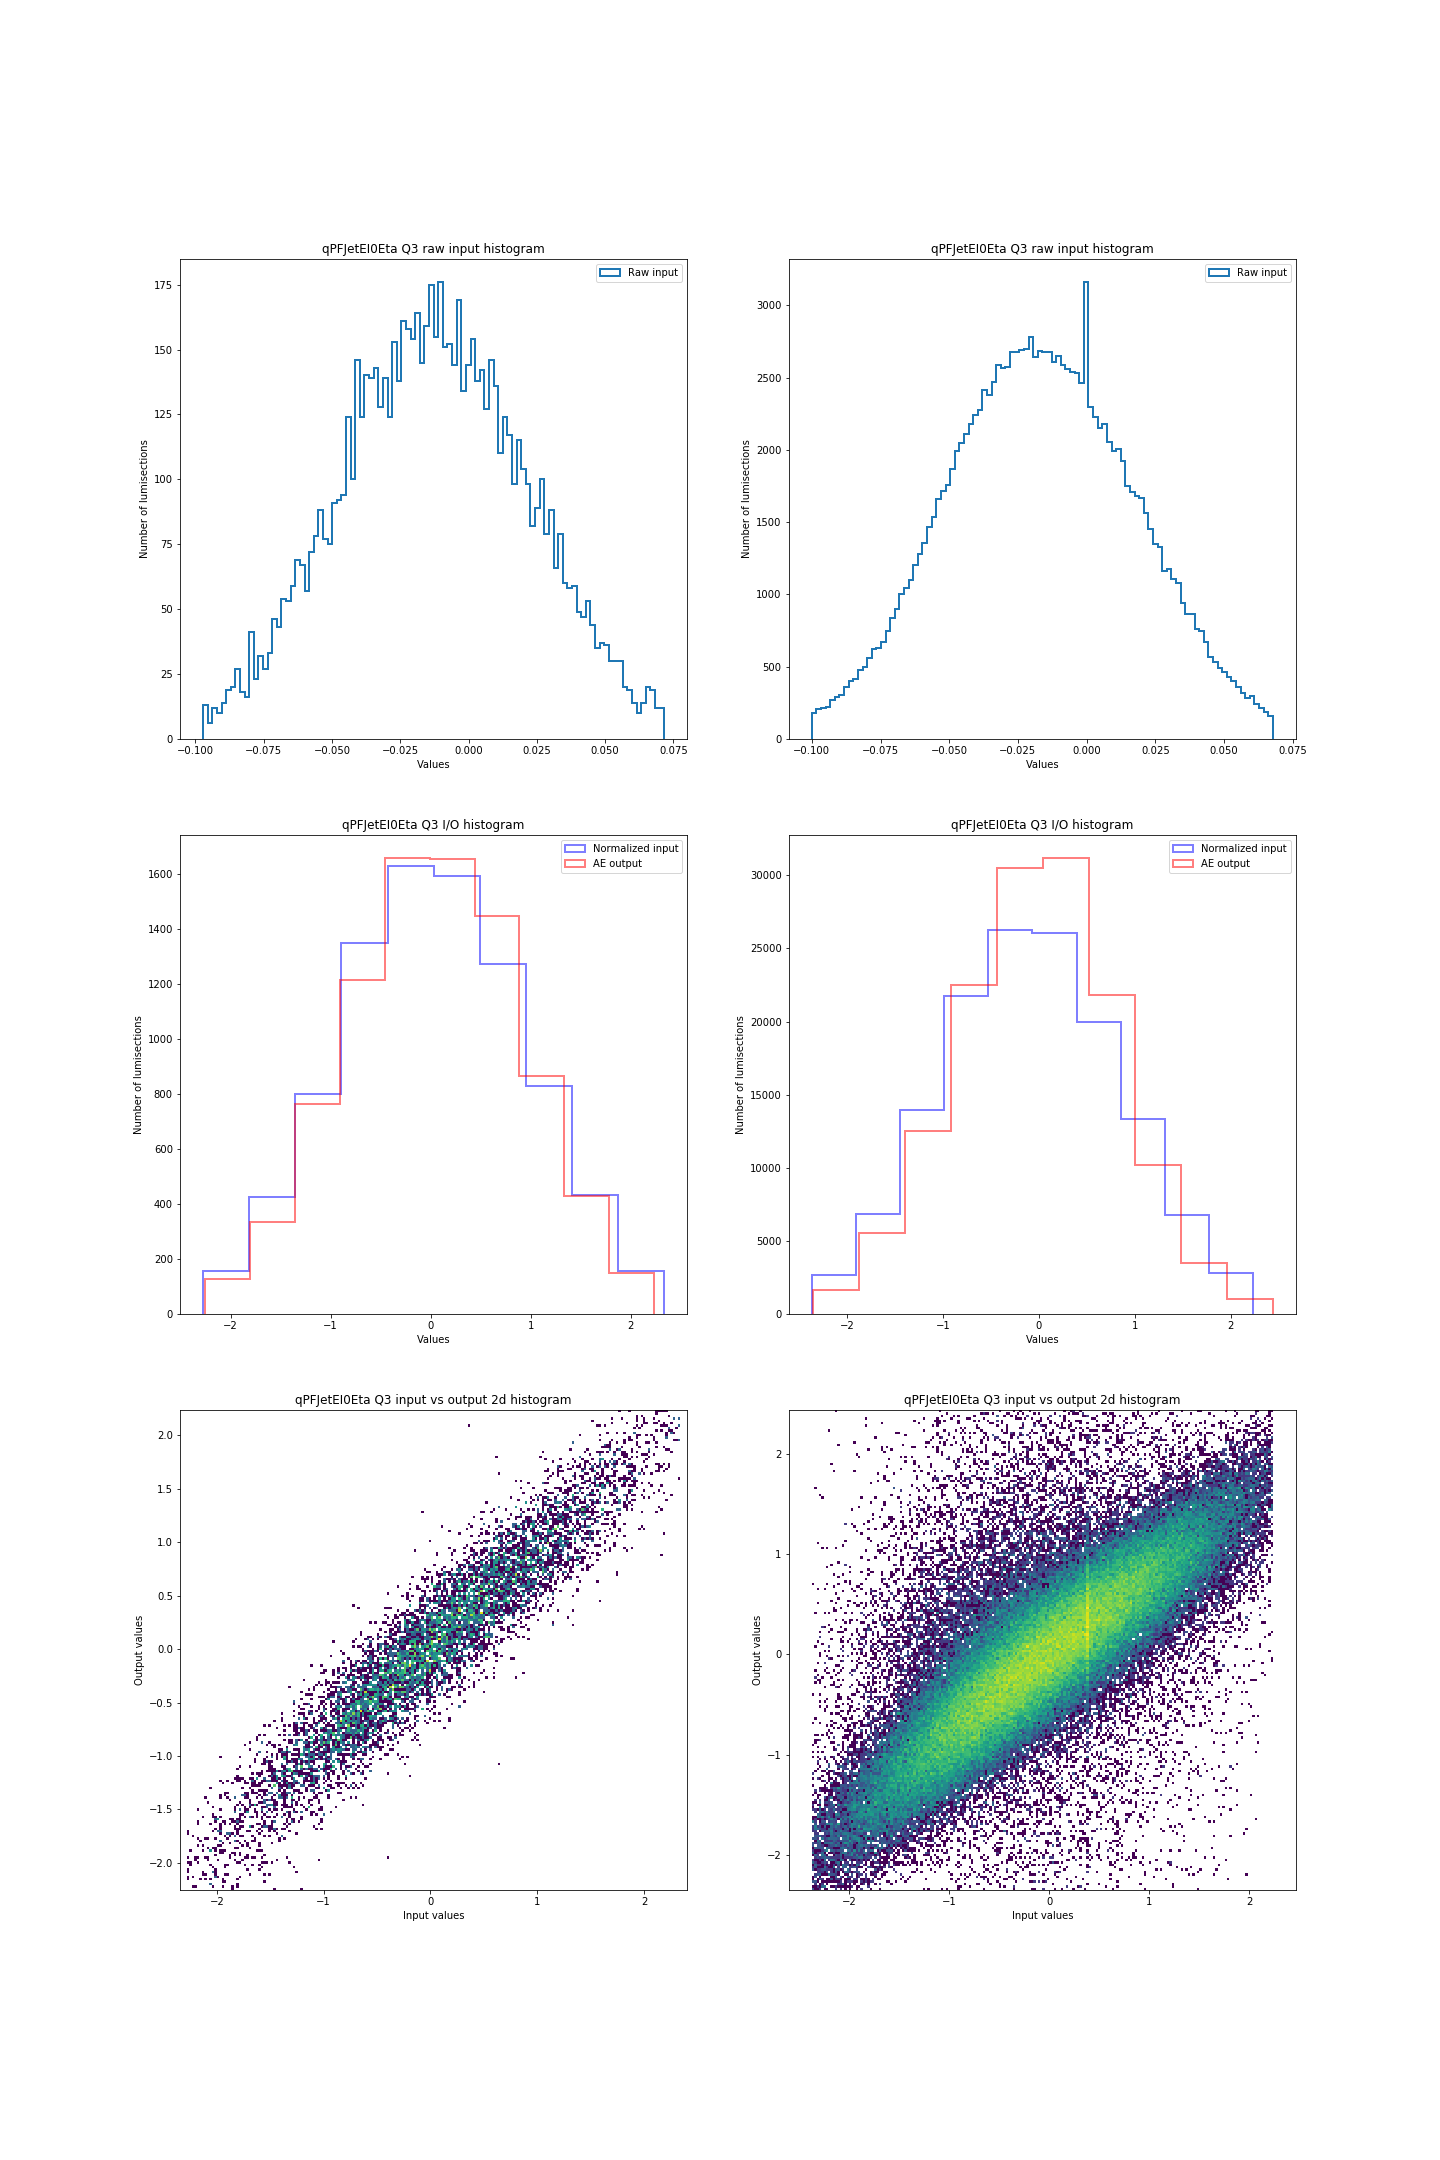 qPFJetEI0Eta Q3 raw input histogram
Raw input
175
150
125
100
75
50
25
0
Number of lumisections
−0.100 −0.075 −0.050 −0.025 0.000 0.025 0.050 0.075
Values
qPFJetEI0Eta Q3 raw input histogram
Raw input
3000
2500
2000
1500
1000
500
0
Number of lumisections
−0.100 −0.075 −0.050 −0.025 0.000 0.025 0.050 0.075
Values
qPFJetEI0Eta Q3 I/O histogram
Normalized input
AE output
1600
1400
1200
1000
800
600
400
200
0
Number of lumisections
−2 −1 0 1 2
Values
qPFJetEI0Eta Q3 I/O histogram
Normalized input
AE output
30000
25000
20000
15000
10000
5000
0
Number of lumisections
−2 −1 0 1 2
Values
qPFJetEI0Eta Q3 input vs output 2d histogram
2.0
1.5
1.0
0.5
0.0
−0.5
−1.0
−1.5
−2.0
Output values
−2 −1 0 1 2
Input values
qPFJetEI0Eta Q3 input vs output 2d histogram
2
1
0
−1
−2
Output values
−2 −1 0 1 2
Input values